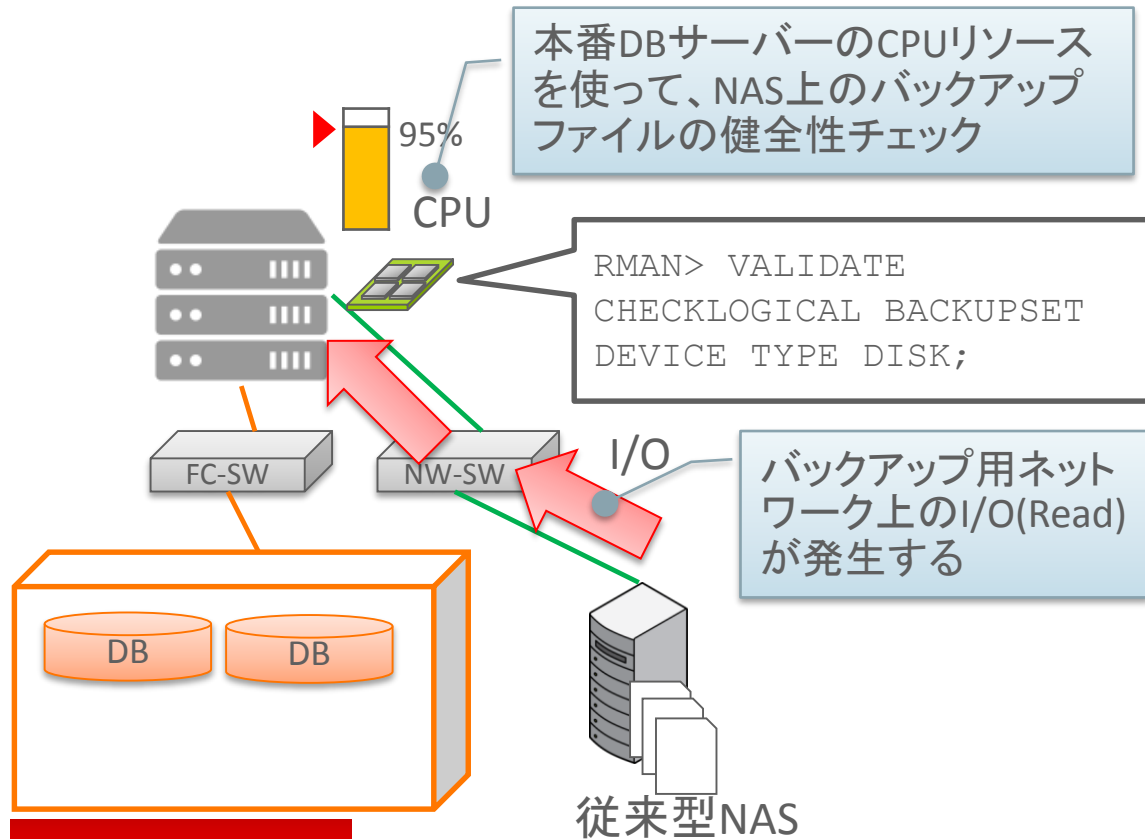 本番DBサーバーのCPUリソース
を使って、NAS上のバックアップ
ファイルの健全性チェック
95%
CPU
RMAN> VALIDATE
CHECKLOGICAL BACKUPSET
DEVICE TYPE DISK;
FC-SW
NW-SW
I/O
バックアップ用ネット
ワーク上のI/O(Read)
が発生する
DB
DB
従来型NAS